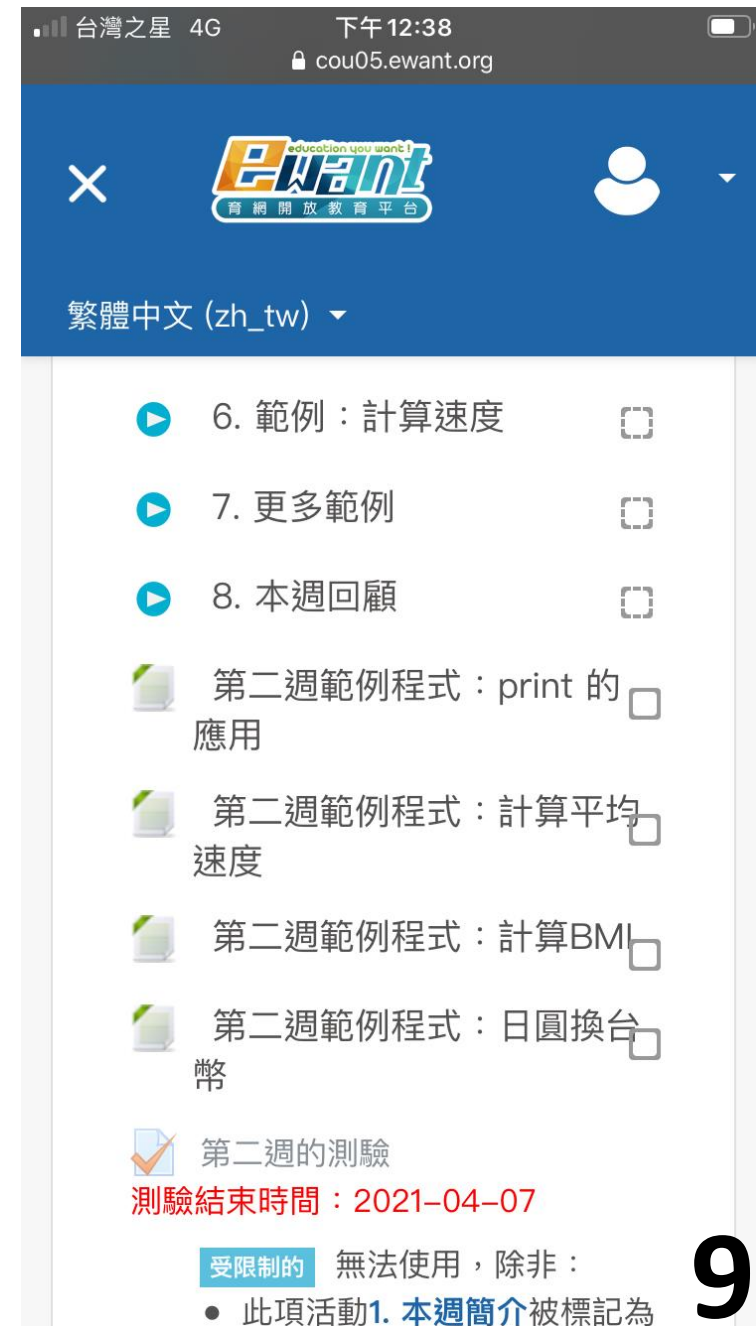 台灣之星 4G 下午12:38
cou05.ewant.org
education you want!
ewant
育網開放教育平台
繁體中文 (zh_tw)
6. 範例：計算速度
7. 更多範例
8. 本週回顧
第二週範例程式：print 的
應用
第二週範例程式：計算平均
速度
第二週範例程式：計算BMI
第二週範例程式：日圓換台
幣
第二週的測驗
測驗結束時間：2021-04-07
受限制的 無法使用，除非：
● 此項活動1. 本週簡介被標記為
9